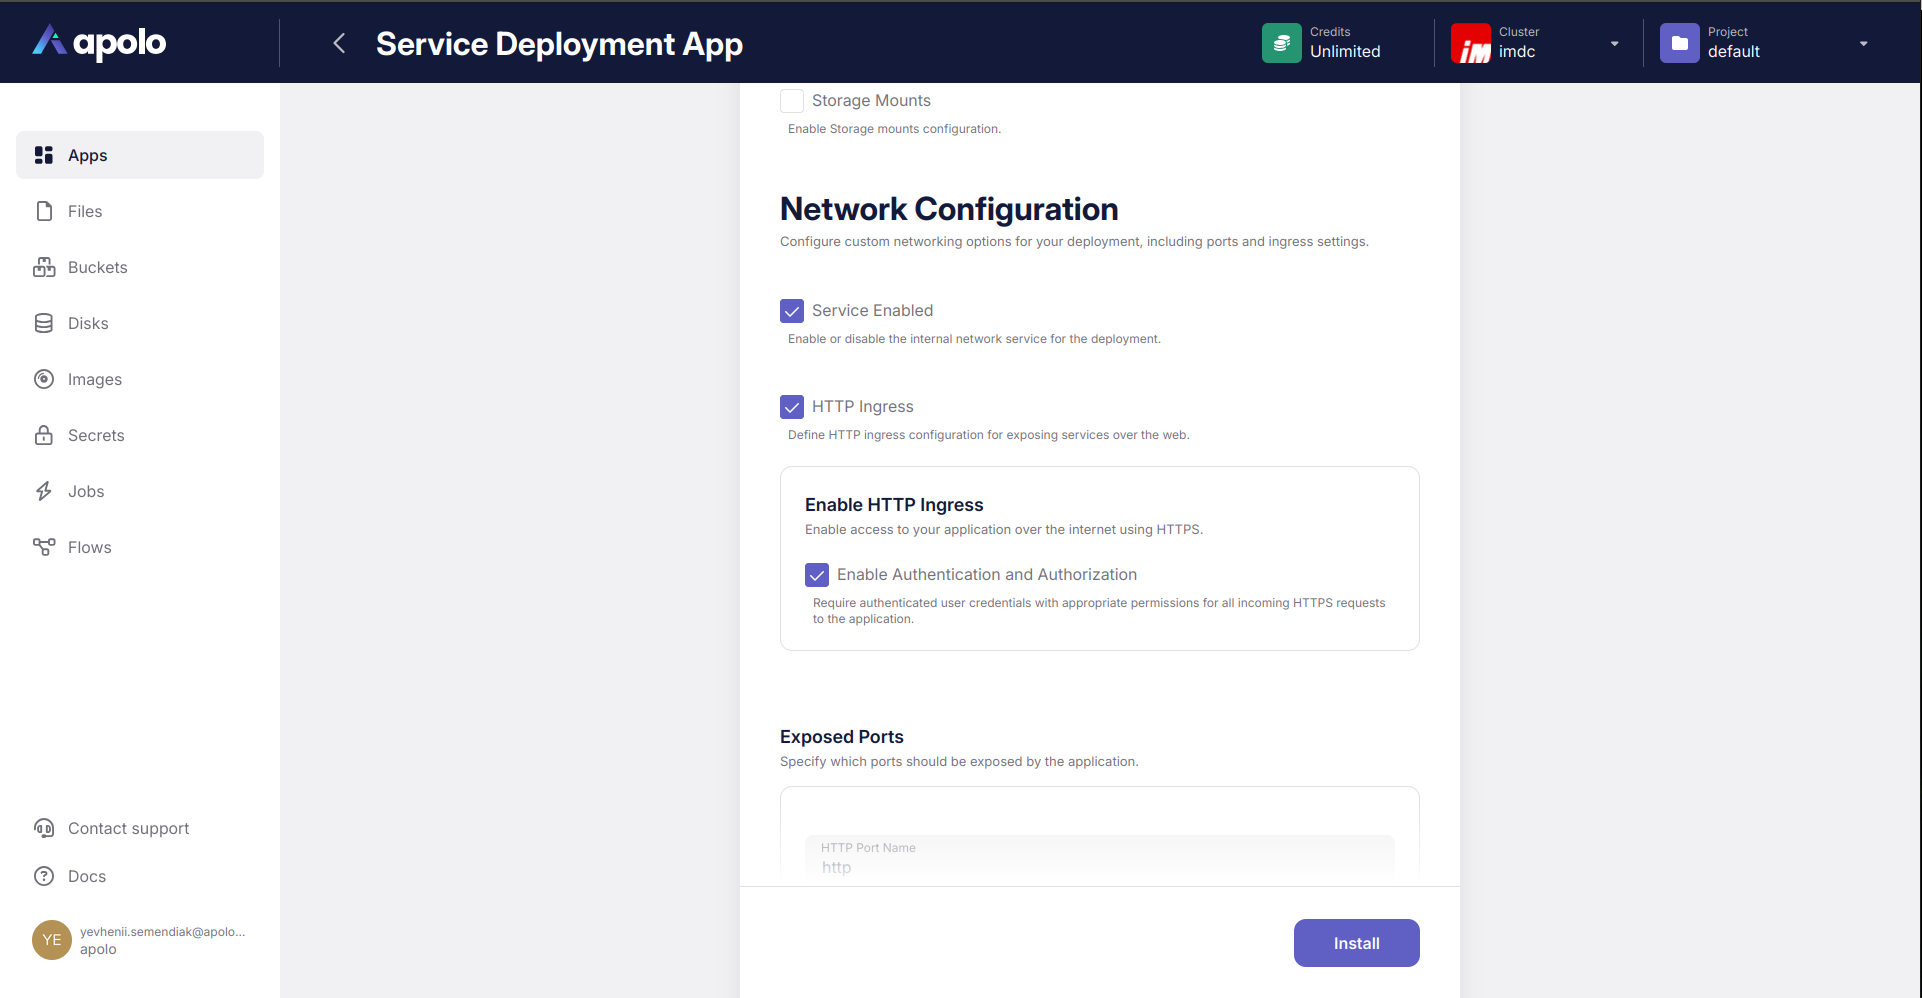 apolo
Service Deployment App
Credits
Unlimited
iM
Cluster
imdc
Project
default
Apps
Files
Buckets
Disks
Images
Secrets
Jobs
Flows
Contact support
Docs
YE
yevhenii.semendiak@apolo...
apolo
Storage Mounts
Enable Storage mounts configuration.
Network Configuration
Configure custom networking options for your deployment, including ports and ingress settings.
Service Enabled
Enable or disable the internal network service for the deployment.
HTTP Ingress
Define HTTP ingress configuration for exposing services over the web.
Enable HTTP Ingress
Enable access to your application over the internet using HTTPS.
Enable Authentication and Authorization
Require authenticated user credentials with appropriate permissions for all incoming HTTPS requests
to the application.
Exposed Ports
Specify which ports should be exposed by the application.
HTTP Port Name
http
Install